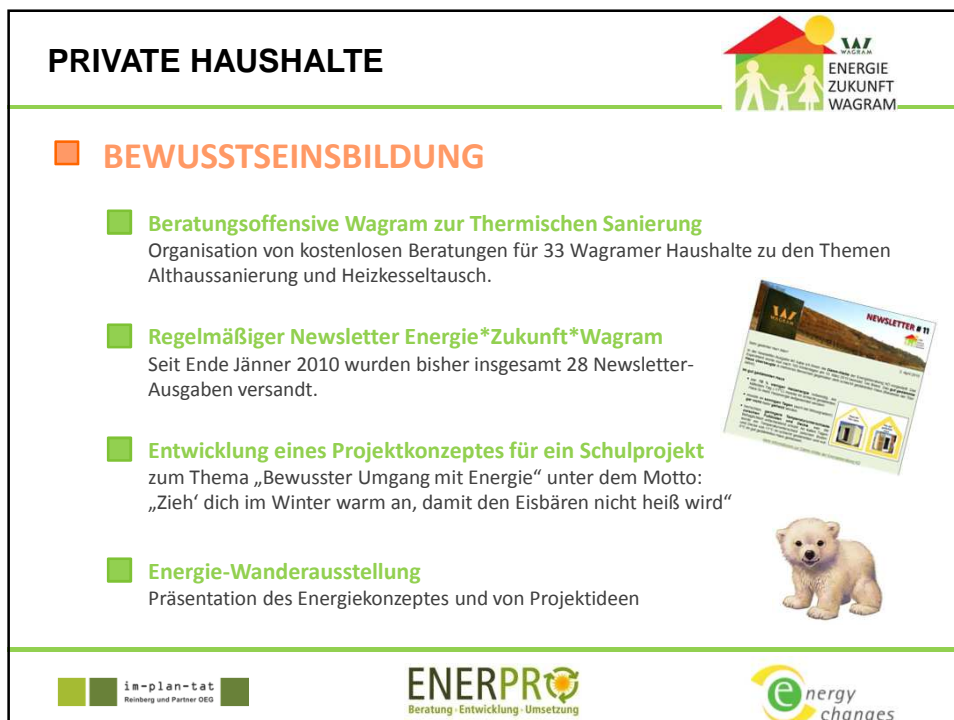 PRIVATE HAUSHALTE
WAGRAM
ENERGIE
ZUKUNFT
WAGRAM
BEWUSSTSEINSBILDUNG
Beratungsoffensive Wagram zur Thermischen Sanierung
Organisation von kostenlosen Beratungen für 33 Wagramer Haushalte zu den Themen
Althaussanierung und Heizkesseltausch.
WAGRAM
NEWSLETTER # 11
Regelmäßiger Newsletter Energie*Zukunft*Wagram
Seit Ende Jänner 2010 wurden bisher insgesamt 28 Newsletter-
Ausgaben versandt.
Entwicklung eines Projektkonzeptes für ein Schulprojekt
zum Thema „Bewusster Umgang mit Energie“ unter dem Motto:
„Zieh‘ dich im Winter warm an, damit den Eisbären nicht heiß wird“
Energie-Wanderausstellung
Präsentation des Energiekonzeptes und von Projektideen
im-plan-tat
Reinberg und Partner OEG
ENERPRO
Beratung · Entwicklung · Umsetzung
energy
changes